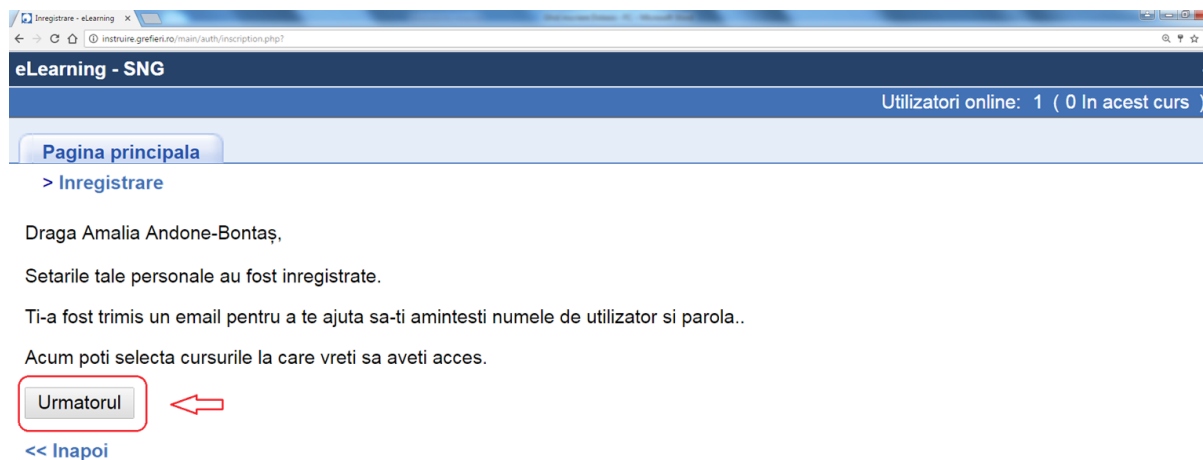 Inregistrare - eLearning
instruire.grefieri.ro/main/auth/inscription.php?
eLearning - SNG
Utilizatori online: 1 ( 0 In acest curs )
Pagina principala
> Inregistrare
Draga Amalia Andone-Bontaș,
Setarile tale personale au fost inregistrate.
Ti-a fost trimis un email pentru a te ajuta sa-ti amintesti numele de utilizator si parola..
Acum poti selecta cursurile la care vreti sa aveti acces.
Urmatorul
<< Inapoi